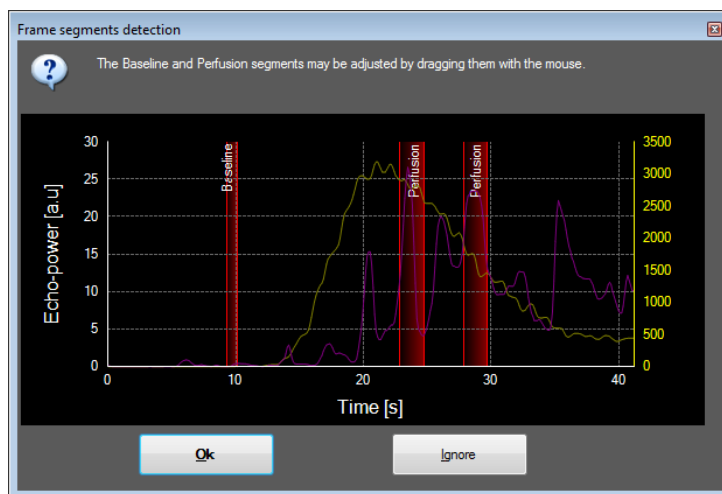 Frame segments detection
The Baseline and Perfusion segments may be adjusted by dragging them with the mouse.
30
25
20
15
10
5
0
Echo-power [a.u]
Baseline
Perfusion
Perfusion
3500
3000
2500
2000
1500
1000
500
0
0 10 20 30 40
Time [s]
Ok
Ignore